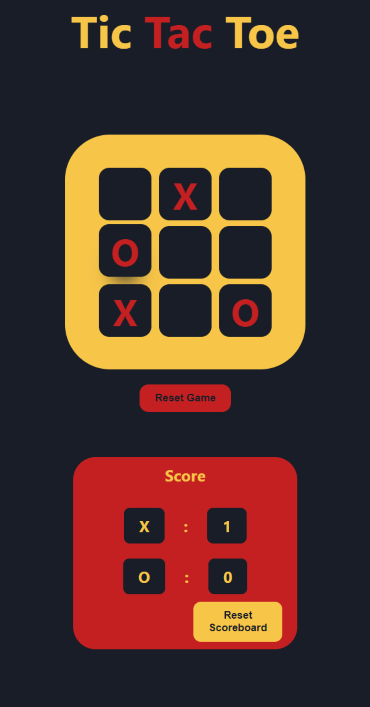 Tic Tac Toe
X
O
X O
Reset Game
Score
X : 1
O : 0
Reset
Scoreboard